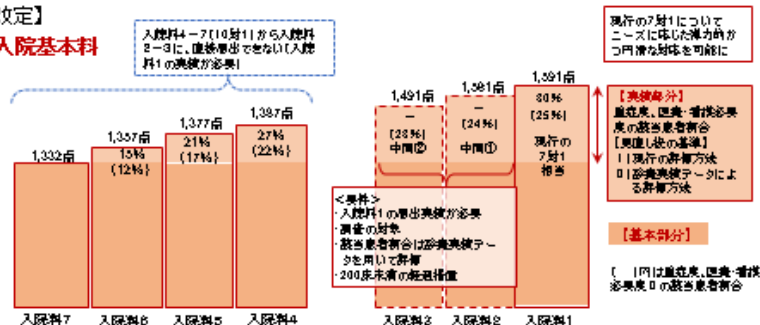 改定】
入院基本料
入院料4－7(10対1)から入院料
2－3に、直接届出できない(入院
料1の実績が必要)
現行の7対1について
ニーズに応じた弾力的か
つ円滑な対応を可能に
1,332点
1,357点
15%
(12%)
1,377点
21%
(17%)
1,387点
27%
(22%)
1,491点
－
(23%)
中間②
1,561点
－
(24%)
中間①
1,591点
30%
(25%)
現行の
7対1
相当
【実績部分】
重症度、医療・看護必要
度の該当患者割合
【見直し後の基準】
Ⅰ)現行の評価方法
Ⅱ)診療実績データによ
る評価方法
＜要件＞
・入院料1の届出実績が必要
・調査の対象
・該当患者割合は診療実績デー
タを用いて評価
・200床未満の経過措置
【基本部分】
(　)内は重症度、医療・看護
必要度Ⅱの該当患者割合
入院料7
入院料6
入院料5
入院料4
入院料3
入院料2
入院料1